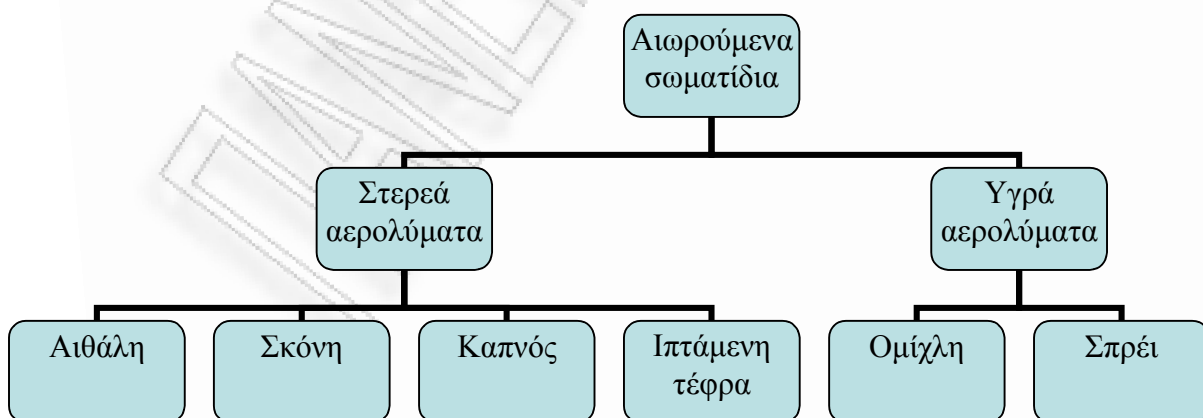 Αιωρούμενα
σωματίδια
Στερεά
αερολύματα
Υγρά
αερολύματα
Αιθάλη
Σκόνη
Καπνός
Ιπτάμενη
τέφρα
Ομίχλη
Σπρέι